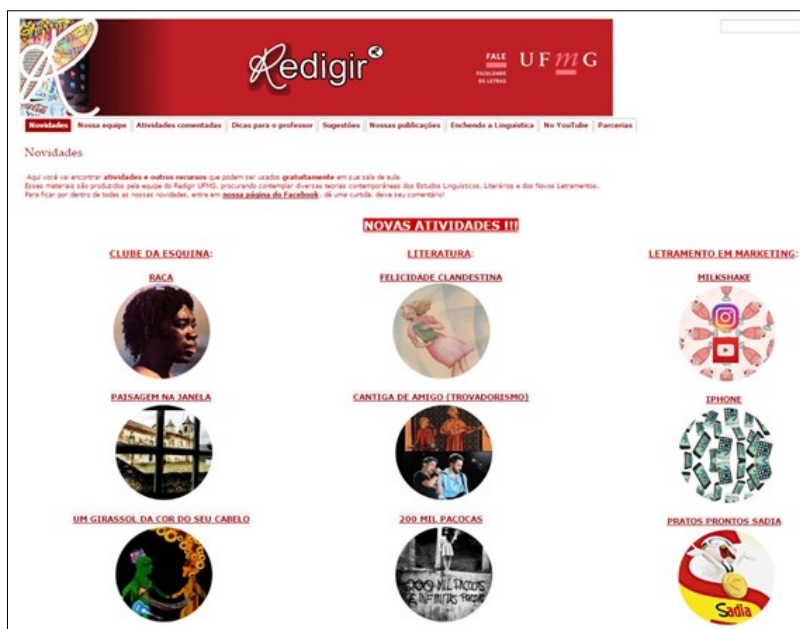 Redigir
FALE
FACULDADE
DE LETRAS
UFMG
Novidades Nossa equipe Atividades comentadas Dicas para o professor Sugestões Nossas publicações Enchendo a Linguística No YouTube Parcerias
Novidades
Aqui você vai encontrar atividades e outros recursos que podem ser usados gratuitamente em sua sala de aula.
Esses materiais são produzidos pela equipe do Redigir UFMG, procurando contemplar diversas teorias contemporâneas dos Estudos Linguísticos, Literários e dos Novos Letramentos.
Para ficar por dentro de todas as nossas novidades, entre em nossa página do Facebook, dê uma curtida, deixe seu comentário!
NOVAS ATIVIDADES !!!
CLUBE DA ESQUINA: LITERATURA: LETRAMENTO EM MARKETING:
RACA FELICIDADE CLANDESTINA MILKSHAKE
PAISAGEM NA JANELA CANTIGA DE AMIGO (TROVADORISMO) IPHONE
UM GIRASSOL DA COR DO SEU CABELO 200 MIL PACOCAS PRATOS PRONTOS SADIA
200 MIL PAÇOCAS
Sadia